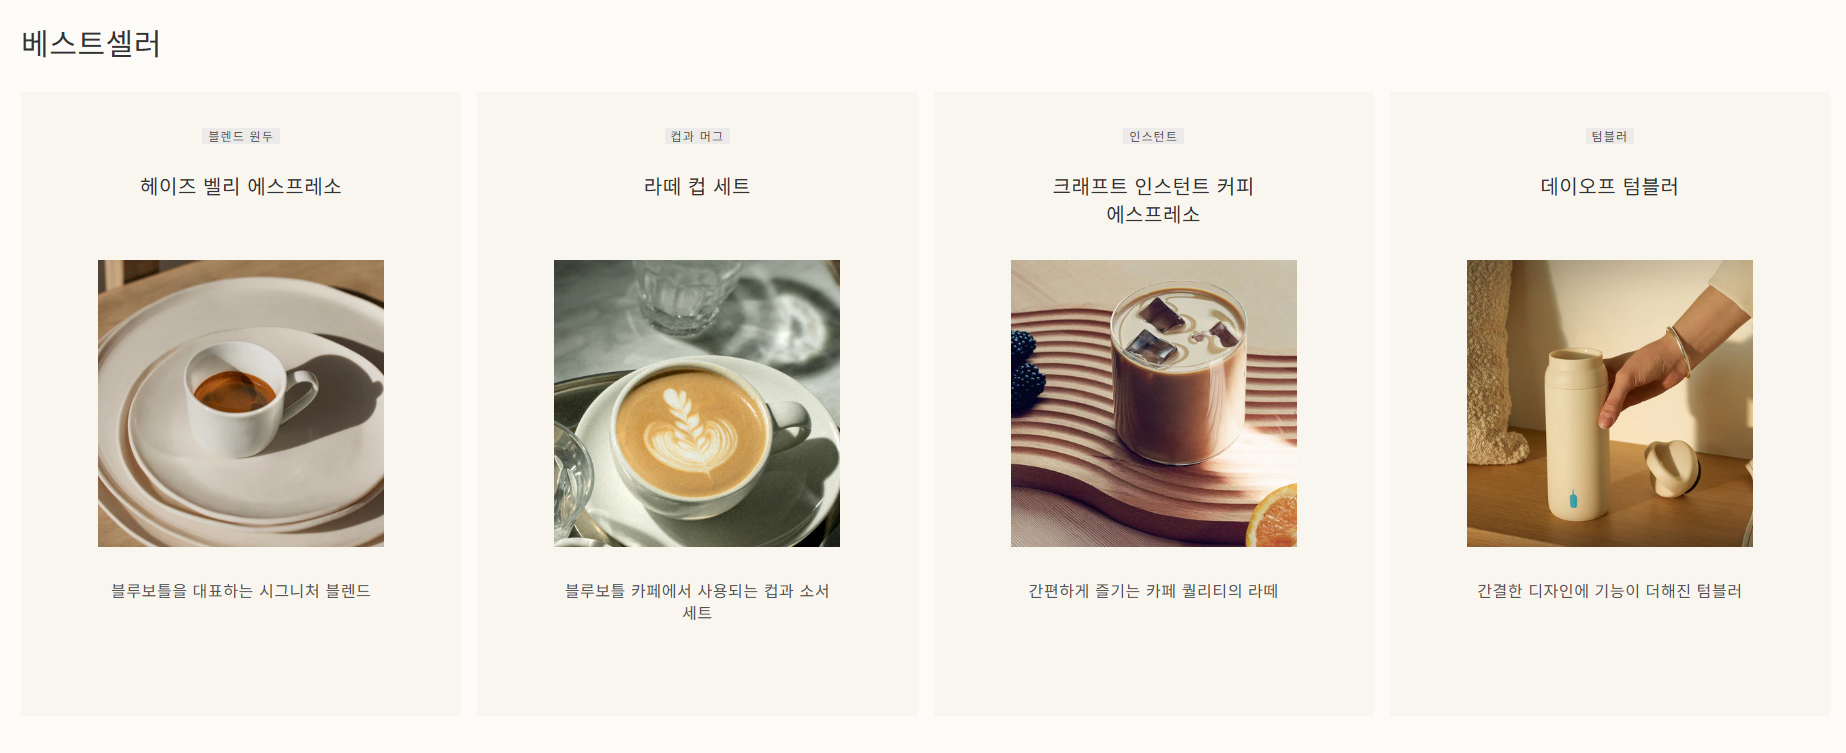 베스트셀러
블렌드 원두
헤이즈 벨리 에스프레소
블루보틀을 대표하는 시그니처 블렌드
컵과 머그
라떼 컵 세트
블루보틀 카페에서 사용되는 컵과 소서
세트
인스턴트
크래프트 인스턴트 커피
에스프레소
간편하게 즐기는 카페 퀄리티의 라떼
텀블러
데이오프 텀블러
간결한 디자인에 기능이 더해진 텀블러